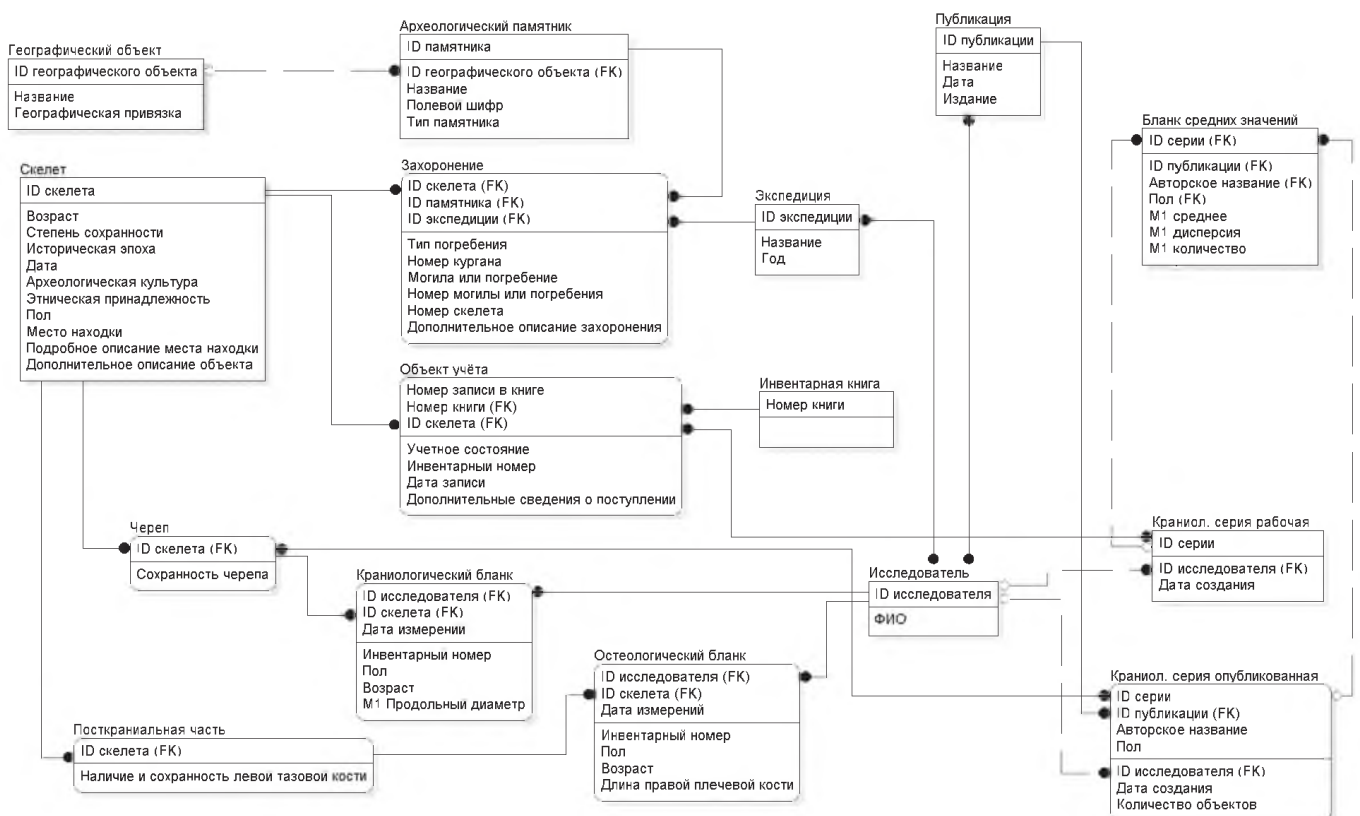 Географический объект
ID географического объекта
Название
Географическая привязка
Археологический памятник
ID памятника
ID географического объекта (FK)
Название
Полевой шифр
Тип памятника
Публикация
ID публикации
Название
Дата
Издание
Бланк средних значений
ID серии (FK)
ID публикации (FK)
Авторское название (FK)
Пол (FK)
М1 среднее
М1 дисперсия
М1 количество
Скелет
ID скелета
Возраст
Степень сохранности
Историческая эпоха
Дата
Археологическая культура
Этническая принадлежность
Пол
Место находки
Подробное описание места находки
Дополнительное описание объекта
Захоронение
ID скелета (FK)
ID памятника (FK)
ID экспедиции (FK)
Тип погребения
Номер кургана
Могила или погребение
Номер могилы или погребения
Номер скелета
Дополнительное описание захоронения
Экспедиция
ID экспедиции
Название
Год
Объект учёта
Номер записи в книге
Номер книги (FK)
ID скелета (FK)
Учетное состояние
Инвентарный номер
Дата записи
Дополнительные сведения о поступлении
Инвентарная книга
Номер книги
Череп
ID скелета (FK)
Сохранность черепа
Краниологический бланк
ID исследователя (FK)
ID скелета (FK)
Дата измерении
Инвентарный номер
Пол
Возраст
М1 Продольный диаметр
Исследователь
ID исследователя
ФИО
Краниол. серия рабочая
ID серии
ID исследователя (FK)
Дата создания
Остеологический бланк
ID исследователя (FK)
ID скелета (FK)
Дата измерений
Инвентарный номер
Пол
Возраст
Длина правой плечевой кости
Посткраниальная часть
ID скелета (FK)
Наличие и сохранность левой тазовой кости
Краниол. серия опубликованная
ID серии
ID публикации (FK)
Авторское название
Пол
ID исследователя (FK)
Дата создания
Количество объектов